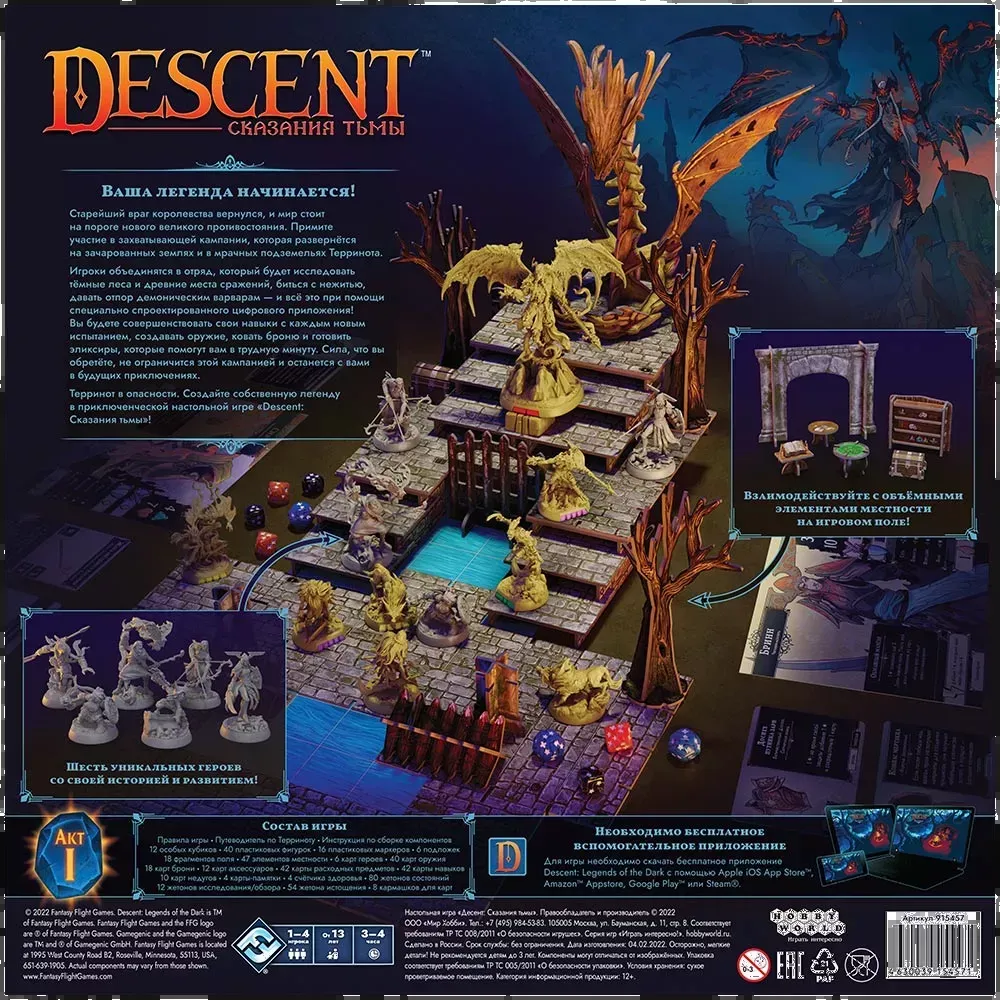 DESCENT™
СКАЗАНИЯ ТЬМЫ
ВАША ЛЕГЕНДА НАЧИНАЕТСЯ!
Старейший враг королевства вернулся, и мир стоит
на пороге нового великого противостояния. Примите
участие в захватывающей кампании, которая развернётся
на зачарованных землях и в мрачных подземельях Терринота.
Игроки объединятся в отряд, который будет исследовать
тёмные леса и древние места сражений, биться с нежитью,
давать отпор демоническим варварам — и всё это при помощи
специально спроектированного цифрового приложения!
Вы будете совершенствовать свои навыки с каждым новым
испытанием, создавать оружие, ковать броню и готовить
эликсиры, которые помогут вам в трудную минуту. Сила, что вы
обретёте, не ограничится этой кампанией и останется с вами
в будущих приключениях.
Терринот в опасности. Создайте собственную легенду
в приключенческой настольной игре «Descent:
Сказания тьмы»!
ВЗАИМОДЕЙСТВУЙТЕ С ОБЪЁМНЫМИ
ЭЛЕМЕНТАМИ МЕСТНОСТИ
НА ИГРОВОМ ПОЛЕ!
БРИНН
ШЕСТЬ УНИКАЛЬНЫХ ГЕРОЕВ
СО СВОЕЙ ИСТОРИЕЙ И РАЗВИТИЕМ!
АКТ
I
СОСТАВ ИГРЫ
Правила игры • Путеводитель по Терриноту • Инструкция по сборке компонентов
12 особых кубиков • 40 пластиковых фигурок • 16 пластиковых маркеров • 6 подложек
18 фрагментов поля • 47 элементов местности • 6 карт героев • 40 карт оружия
18 карт брони • 12 карт аксессуаров • 42 карты расходных предметов • 42 карты навыков
10 карт недугов • 4 карты-памятки • 4 счётчика здоровья • 80 жетонов состояний
12 жетонов исследования/обзора • 54 жетона истощения • 8 кармашков для карт
D
НЕОБХОДИМО БЕСПЛАТНОЕ
ВСПОМОГАТЕЛЬНОЕ ПРИЛОЖЕНИЕ
Для игры необходимо скачать бесплатное приложение
Descent: Legends of the Dark с помощью Apple iOS App Store™,
Amazon™ Appstore, Google Play™ или Steam®.
© 2022 Fantasy Flight Games. Descent: Legends of the Dark is TM
of Fantasy Flight Games. Fantasy Flight Games and the FFG logo
are ® of Fantasy Flight Games. Gamegenic and the Gamegenic logo
are TM and ® of Gamegenic GmbH. Fantasy Flight Games is located
at 1995 West County Road B2, Roseville, Minnesota, 55113, USA,
651-639-1905. Actual components may vary from those shown.
www.FantasyFlightGames.com
1–4
игрока
От 13
лет
3–4
часа
Настольная игра «Десент: Сказания тьмы». Правообладатель и производитель © 2022
ООО «Мир Хобби». Тел.: +7 (495) 984-53-83. 105005 Москва, ул. Бауманская, д. 11, стр. 8. Соответствует
требованиям ТР ТС 008/2011 «О безопасности игрушек». Серия игр «Играть интересно!». hobbyworld.ru.
Сделано в России. Срок службы: без ограничения. Дата изготовления: 04.02.2022. Осторожно, мелкие
детали! Не рекомендуется детям до 3 лет. Компоненты могут отличаться от изображённых. Упаковка
соответствует требованиям ТР ТС 005/2011 «О безопасности упаковки». Условия хранения: сухое
проветриваемое помещение. Категория информационной продукции: 12+.
HOBBY
WORLD
Играть интересно
0-3
EAC
21
PAP
Артикул 915457